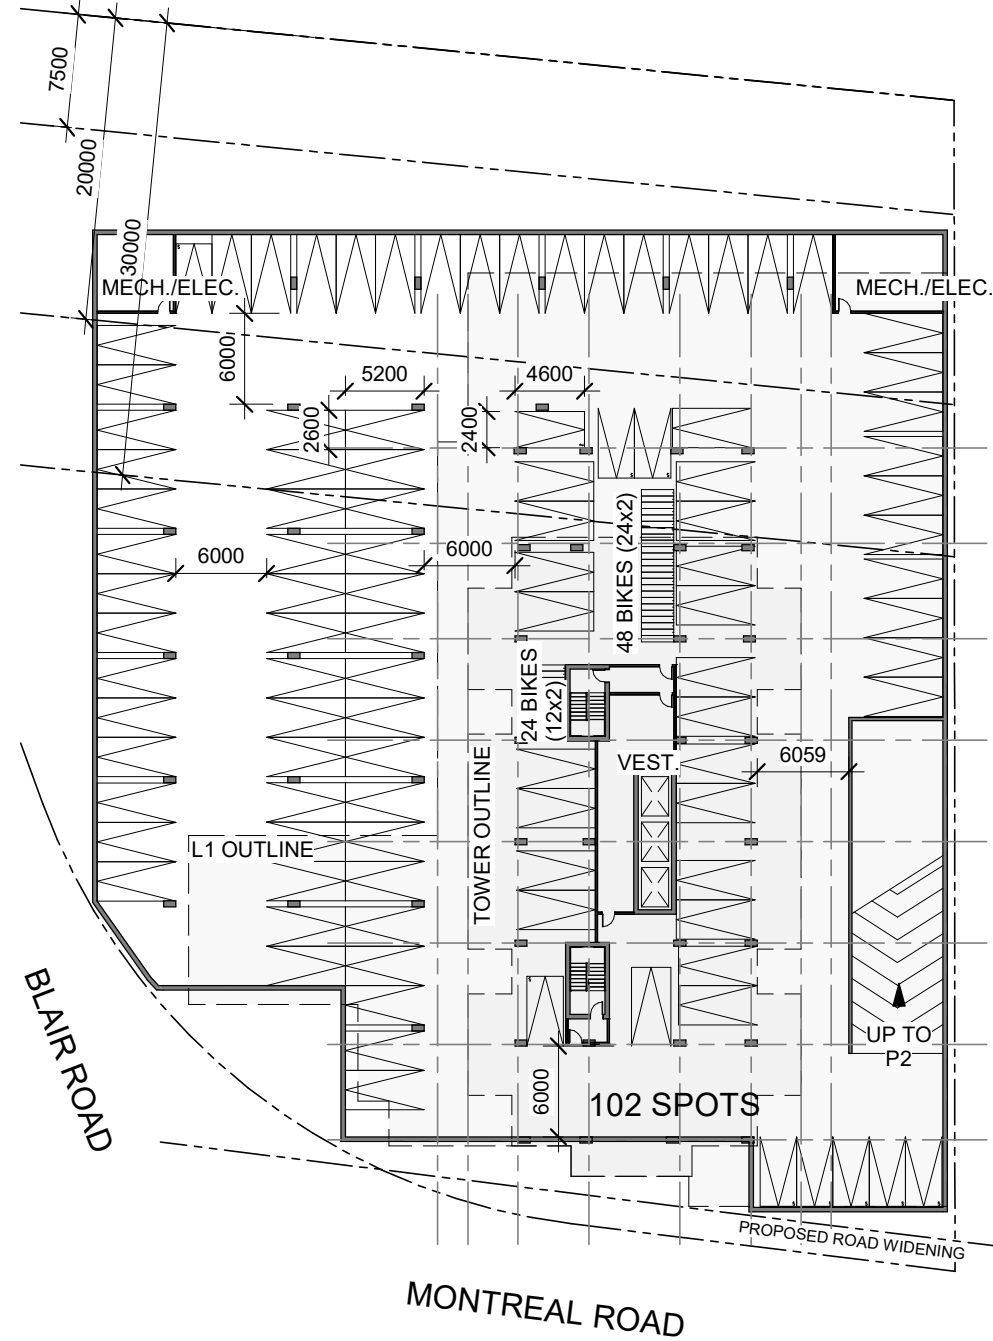 7500
20000
30000
MECH./ELEC.
MECH./ELEC.
6000
5200
4600
2600
2400
6000
6000
48 BIKES (24x2)
24 BIKES
(12x2)
VEST.
6059
TOWER OUTLINE
L1 OUTLINE
BLAIR ROAD
UP TO
P2
6000
102 SPOTS
PROPOSED ROAD WIDENING
MONTREAL ROAD